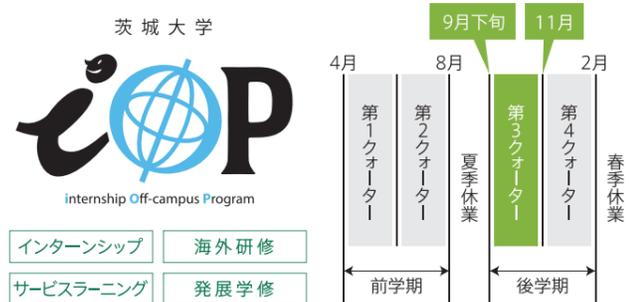 茨城大学
iOP
internship Off-campus Program
インターンシップ
海外研修
サービスラーニング
発展学修
9月下旬
11月
4月
8月
2月
第1クォーター
第2クォーター
夏季休業
第3クォーター
第4クォーター
春季休業
前学期
後学期